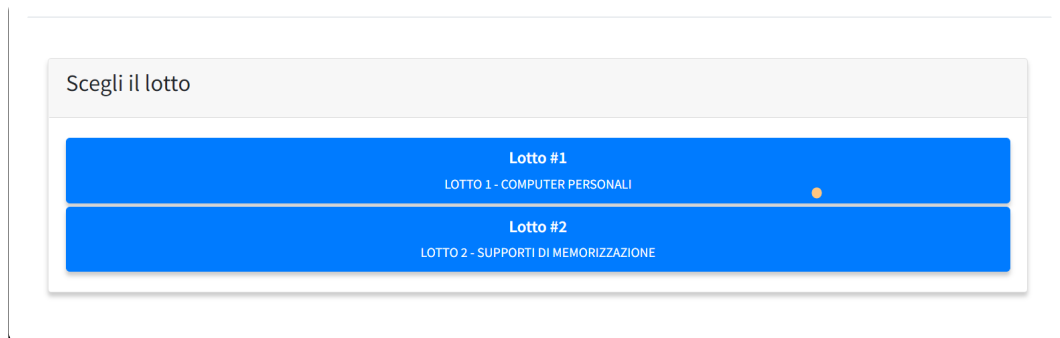 Scegli il lotto
Lotto #1
LOTTO 1 - COMPUTER PERSONALI
Lotto #2
LOTTO 2 - SUPPORTI DI MEMORIZZAZIONE